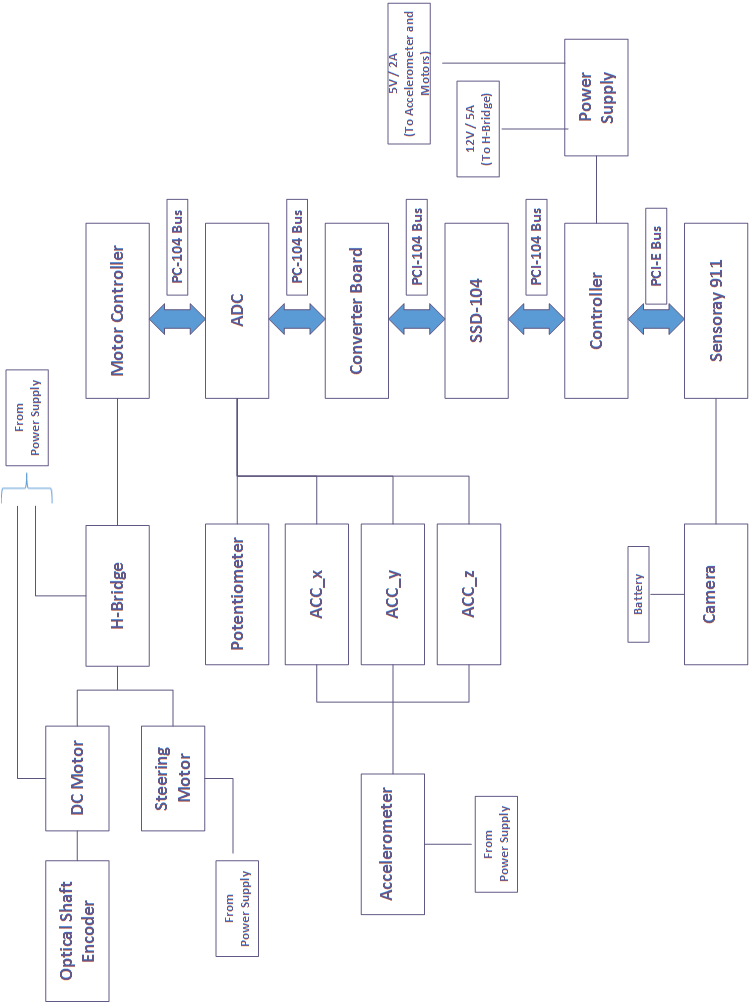 From
Power Supply
Optical Shaft
Encoder
DC Motor
H-Bridge
Motor Controller
Steering
Motor
PC-104 Bus
From
Power Supply
Potentiometer
ADC
PC-104 Bus
ACC_x
Converter Board
Accelerometer
ACC_y
5V / 2A
(To Accelerometer and
Motors)
PCI-104 Bus
ACC_z
SSD-104
12V / 5A
(To H-Bridge)
From
Power Supply
PCI-104 Bus
Controller
Power
Supply
Battery
PCI-E Bus
Camera
Sensoray 911